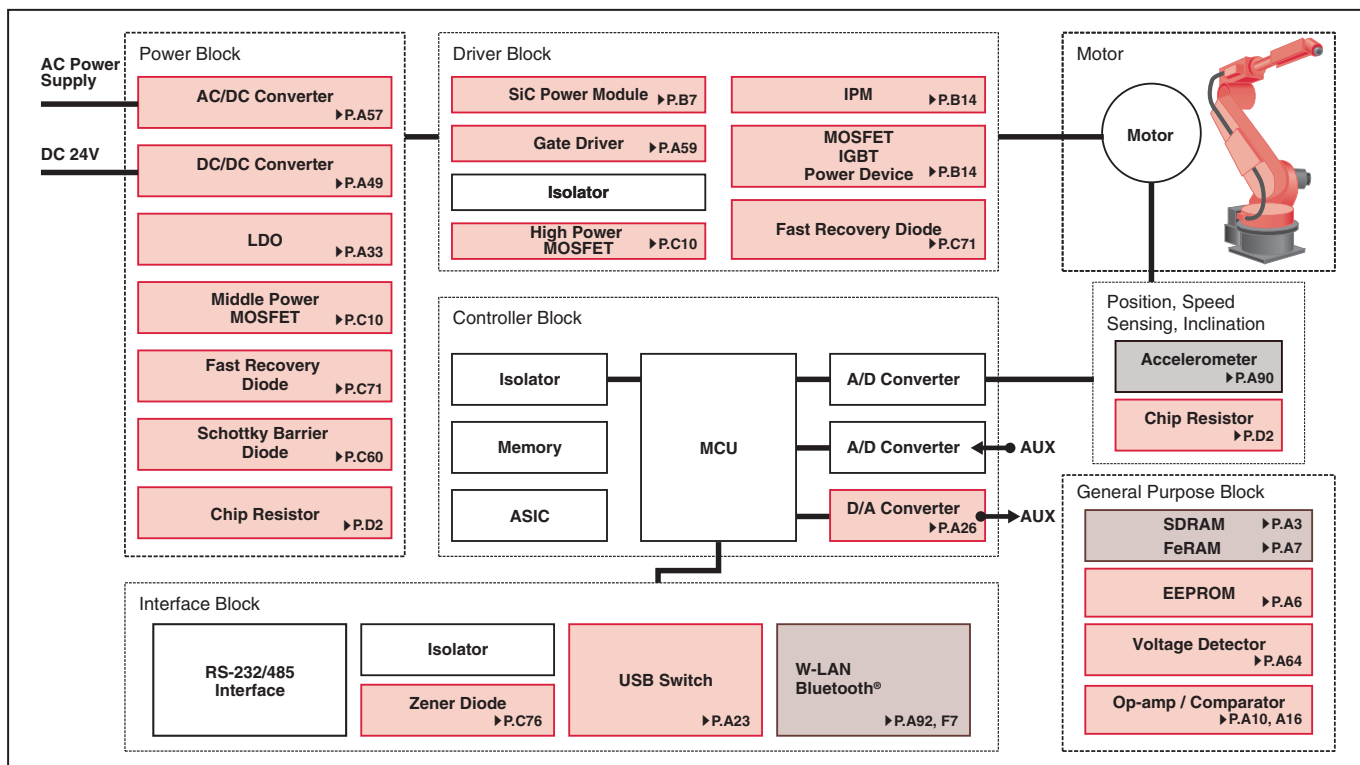 AC Power
Supply
DC 24V
Power Block
AC/DC Converter
▶P.A57
DC/DC Converter
▶P.A49
LDO
▶P.A33
Middle Power
MOSFET
▶P.C10
Fast Recovery
Diode
▶P.C71
Schottky Barrier
Diode
▶P.C60
Chip Resistor
▶P.D2
Driver Block
SiC Power Module ▶P.B7
Gate Driver ▶P.A59
Isolator
High Power
MOSFET ▶P.C10
IPM
▶P.B14
MOSFET
IGBT
Power Device ▶P.B14
Fast Recovery Diode
▶P.C71
Motor
Motor
Position, Speed
Sensing, Inclination
Accelerometer
▶P.A90
Chip Resistor
▶P.D2
Controller Block
Isolator
Memory
ASIC
MCU
A/D Converter
A/D Converter
AUX
D/A Converter
▶P.A26
AUX
General Purpose Block
SDRAM ▶P.A3
FeRAM ▶P.A7
EEPROM
▶P.A6
Voltage Detector
▶P.A64
Op-amp / Comparator
▶P.A10, A16
Interface Block
RS-232/485
Interface
Isolator
Zener Diode
▶P.C76
USB Switch
▶P.A23
W-LAN
Bluetooth®
▶P.A92, F7